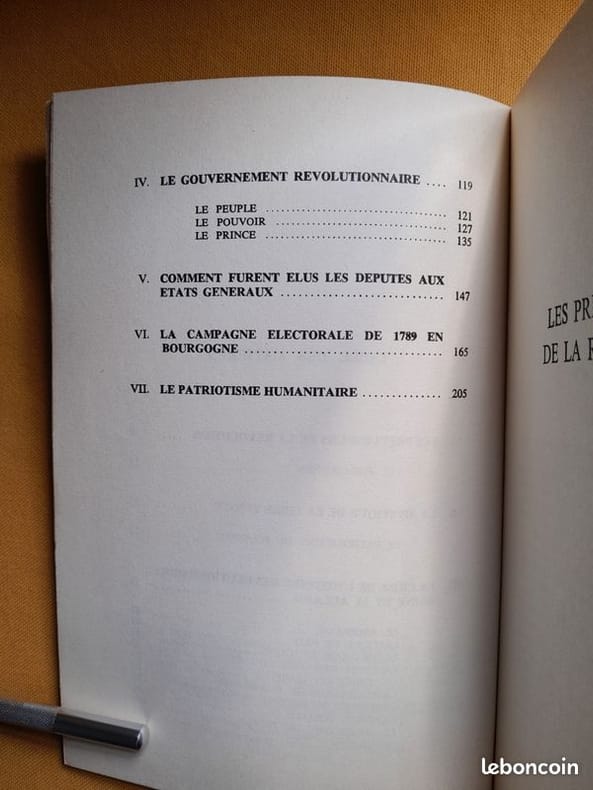 IV. LE GOUVERNEMENT REVOLUTIONNAIRE .... 119
LE PEUPLE .............................. 121
LE POUVOIR .............................. 127
LE PRINCE .............................. 135
V. COMMENT FURENT ELUS LES DEPUTES AUX
ETATS GENERAUX ......................... 147
VI. LA CAMPAGNE ELECTORALE DE 1789 EN
BOURGOGNE .............................. 165
VII. LE PATRIOTISME HUMANITAIRE .............. 205
LES
DE LA
leboncoin